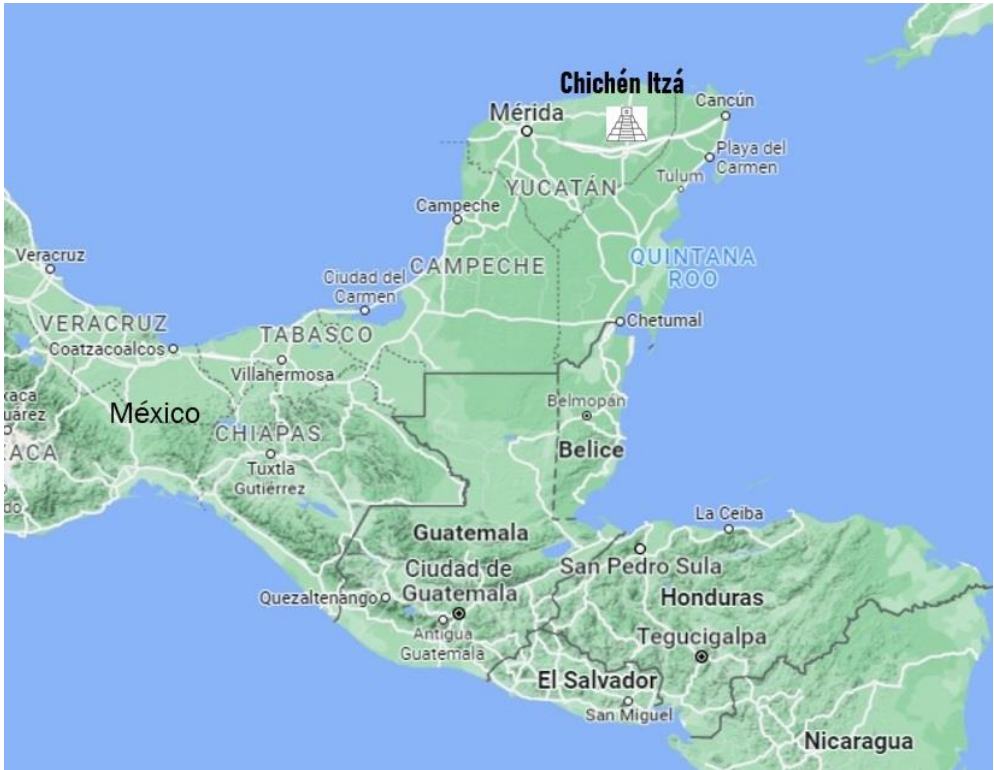 Chichén Itzá
Mérida
Cancún
Playa del
Carmen
Tulum
YUCATÁN
Campeche
QUINTANA
ROO
CAMPECHE
Veracruz
Ciudad del
Carmen
VERACRUZ
TABASCO
Chetumal
Coatzacoalcos
Villahermosa
México
Belmopán
CHIAPAS
Belice
Tuxtla
Gutiérrez
La Ceiba
Guatemala
San Pedro Sula
Ciudad de
Guatemala
Quezaltenango
Honduras
Antigua
Guatemala
Tegucigalpa
El Salvador
San Miguel
Nicaragua